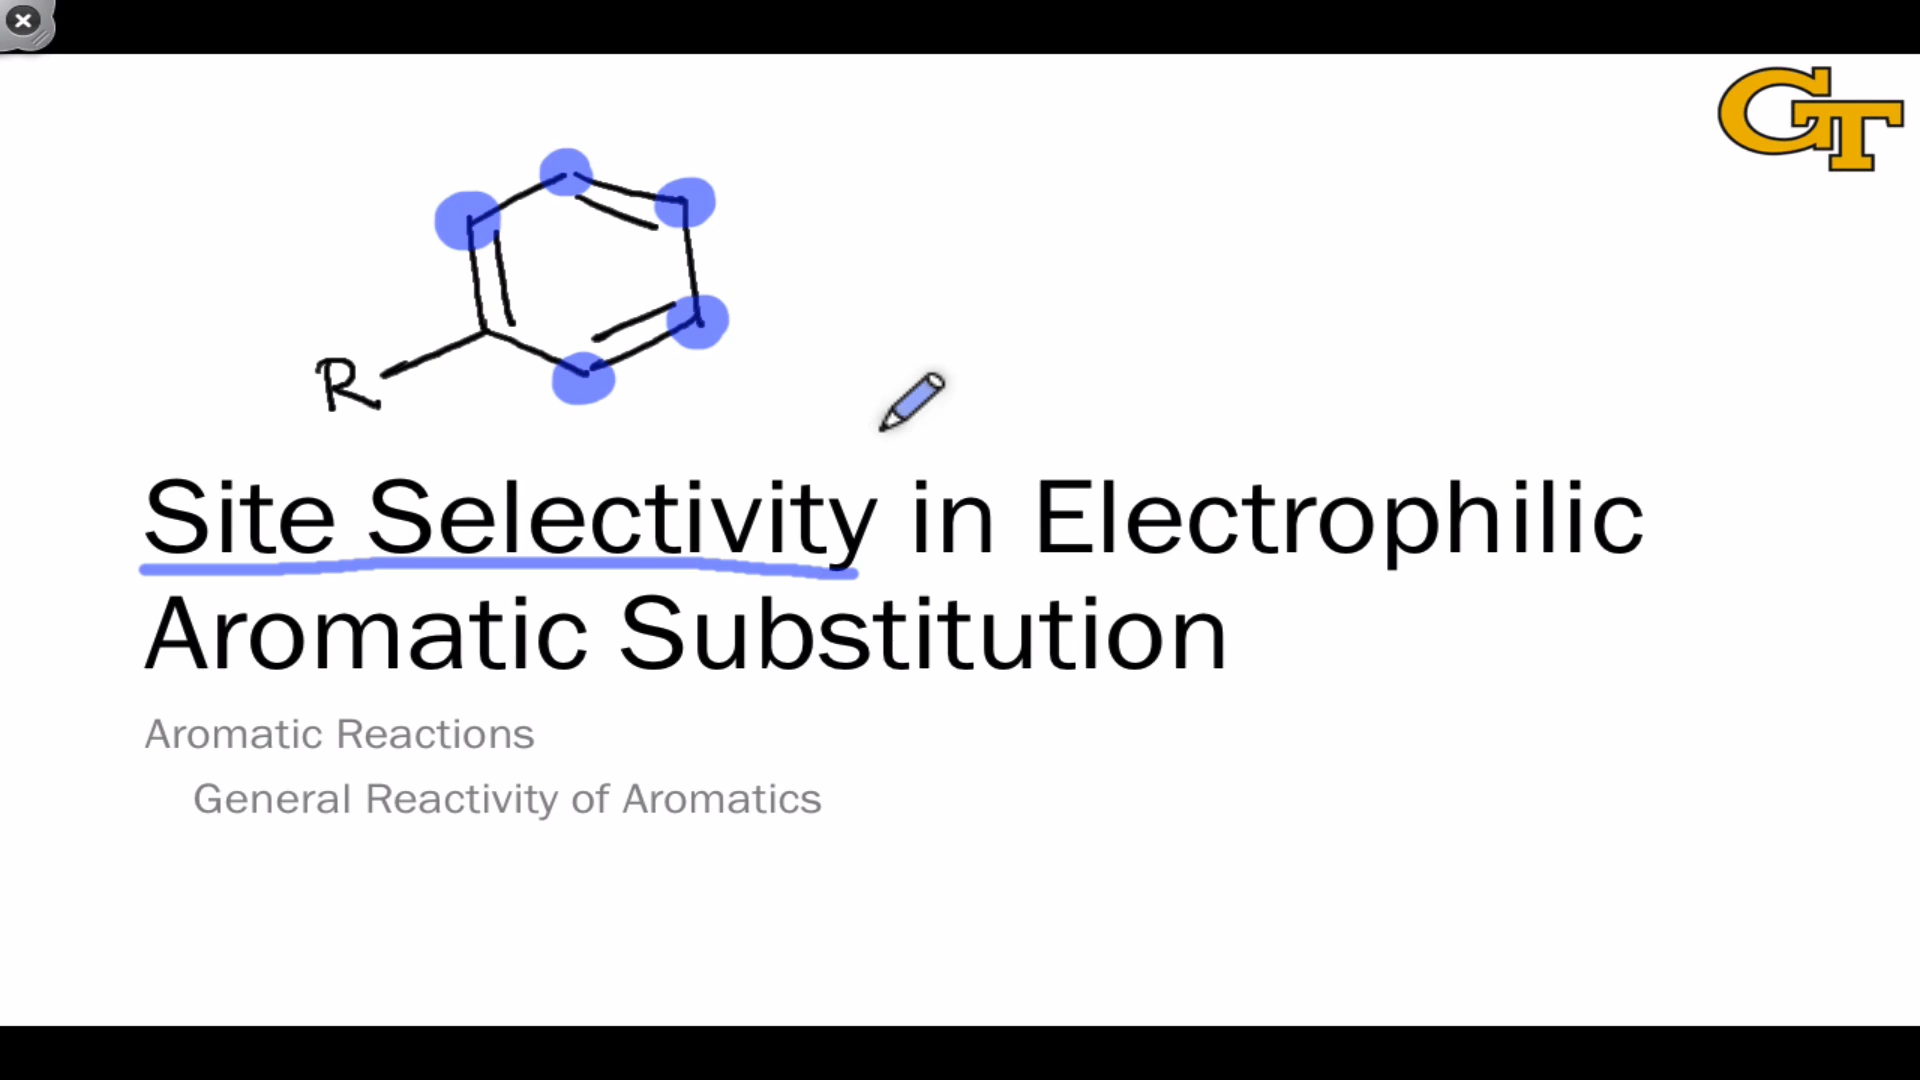 GT
R
Site Selectivity in Electrophilic
Aromatic Substitution
Aromatic Reactions
General Reactivity of Aromatics